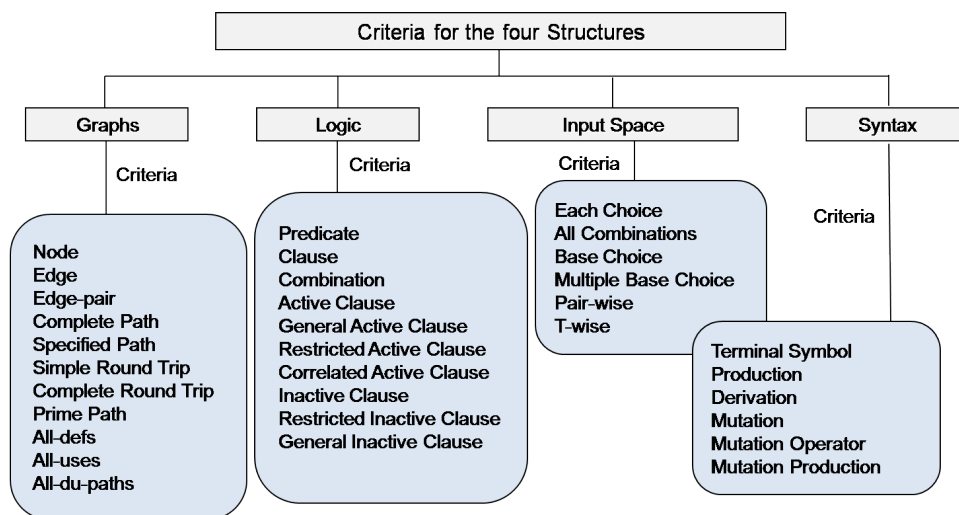 Criteria for the four Structures
Graphs
Logic
Input Space
Syntax
Criteria
Criteria
Criteria
Criteria
Node
Edge
Edge-pair
Complete Path
Specified Path
Simple Round Trip
Complete Round Trip
Prime Path
All-defs
All-uses
All-du-paths
Predicate
Clause
Combination
Active Clause
General Active Clause
Restricted Active Clause
Correlated Active Clause
Inactive Clause
Restricted Inactive Clause
General Inactive Clause
Each Choice
All Combinations
Base Choice
Multiple Base Choice
Pair-wise
T-wise
Terminal Symbol
Production
Derivation
Mutation
Mutation Operator
Mutation Production